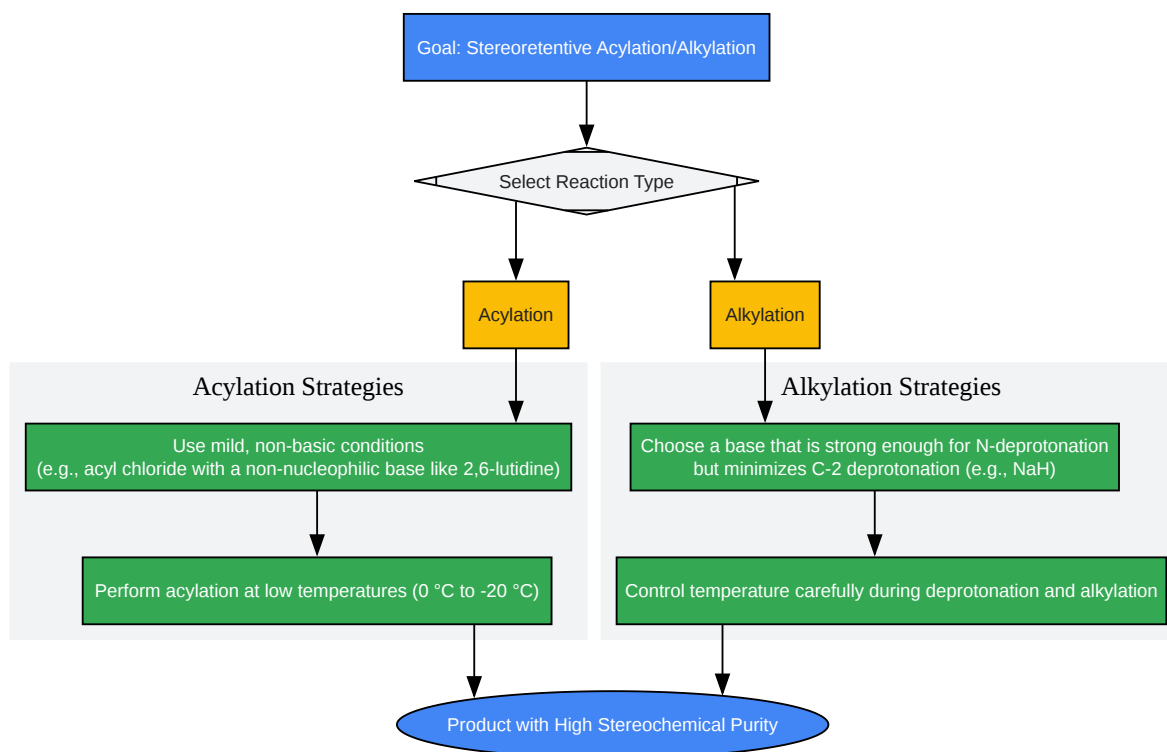 Goal: Stereoretentive Acylation/Alkylation
Select Reaction Type
Acylation
Alkylation
Acylation Strategies
Use mild, non-basic conditions
(e.g., acyl chloride with a non-nucleophilic base like 2,6-lutidine)
Perform acylation at low temperatures (0 °C to -20 °C)
Alkylation Strategies
Choose a base that is strong enough for N-deprotonation
but minimizes C-2 deprotonation (e.g., NaH)
Control temperature carefully during deprotonation and alkylation
Product with High Stereochemical Purity